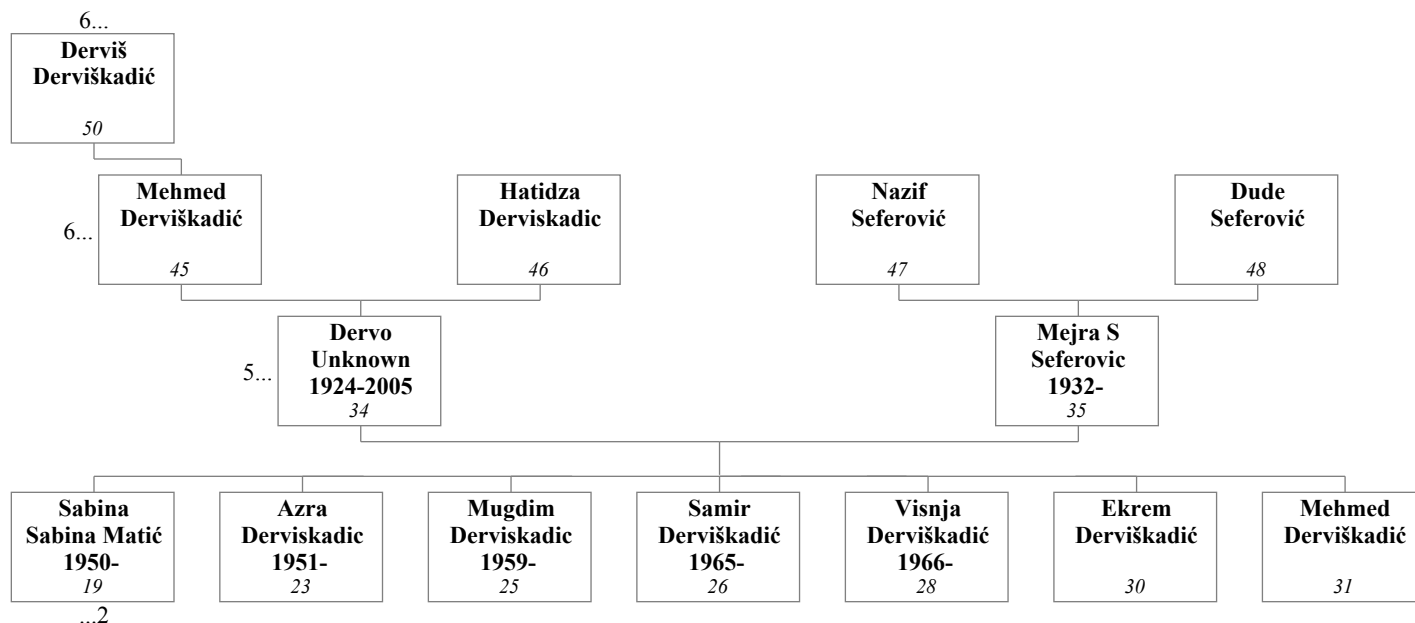 6...
Derviš
Derviškadić
50
Mehmed
Derviškadić
45
6...
Hatidza
Derviskadic
46
Nazif
Seferović
47
Dude
Seferović
48
Dervo
Unknown
1924-2005
34
5...
Mejra S
Seferovic
1932-
35
Sabina
Sabina Matić
1950-
19
...2
Azra
Derviskadic
1951-
23
Mugdim
Derviskadic
1959-
25
Samir
Derviškadić
1965-
26
Visnja
Derviškadić
1966-
28
Ekrem
Derviškadić
30
Mehmed
Derviškadić
31